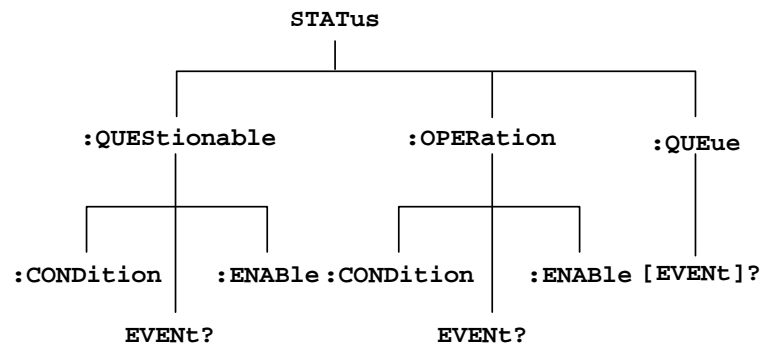 STATus
:QUEStionable :OPERation :QUEue
:CONDition :ENABle :CONDition :ENABle [EVENt]?
EVENt? EVENt?